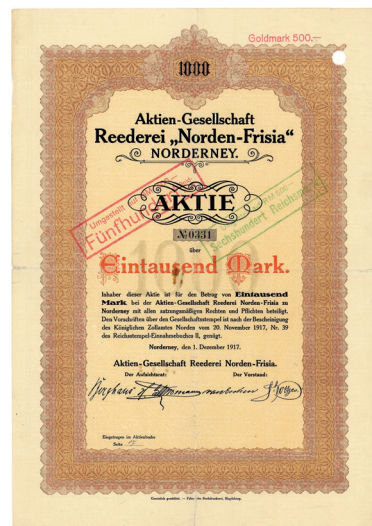 Goldmark 500.—
1000
Aktien-Gesellschaft
Reederei „Norden-Frisia“
NORDERNEY.
AKTIE
№ 0331
über
Eintausend Mark.
Umgestellt auf
Fünfhu
Sechshundert Reichsm
1000
Inhaber dieser Aktie ist für den Betrag von Eintausend
Mark bei der Aktien-Gesellschaft Reederei Norden-Frisia zu
Norderney mit allen satzungsmäßigen Rechten und Pflichten beteiligt.
Den Vorschriften über den Gesellschaftsstempel ist nach der Bescheinigung
des Königlichen Zollamtes Norden vom 20. November 1917, Nr. 39
des Reichsstempel-Einnahmebuches II, genügt.
Norderney, den 1. Dezember 1917.
Aktien-Gesellschaft Reederei Norden-Frisia.
Der Aufsichtsrat: Der Vorstand:
Eingetragen im Aktienbuche
Seite